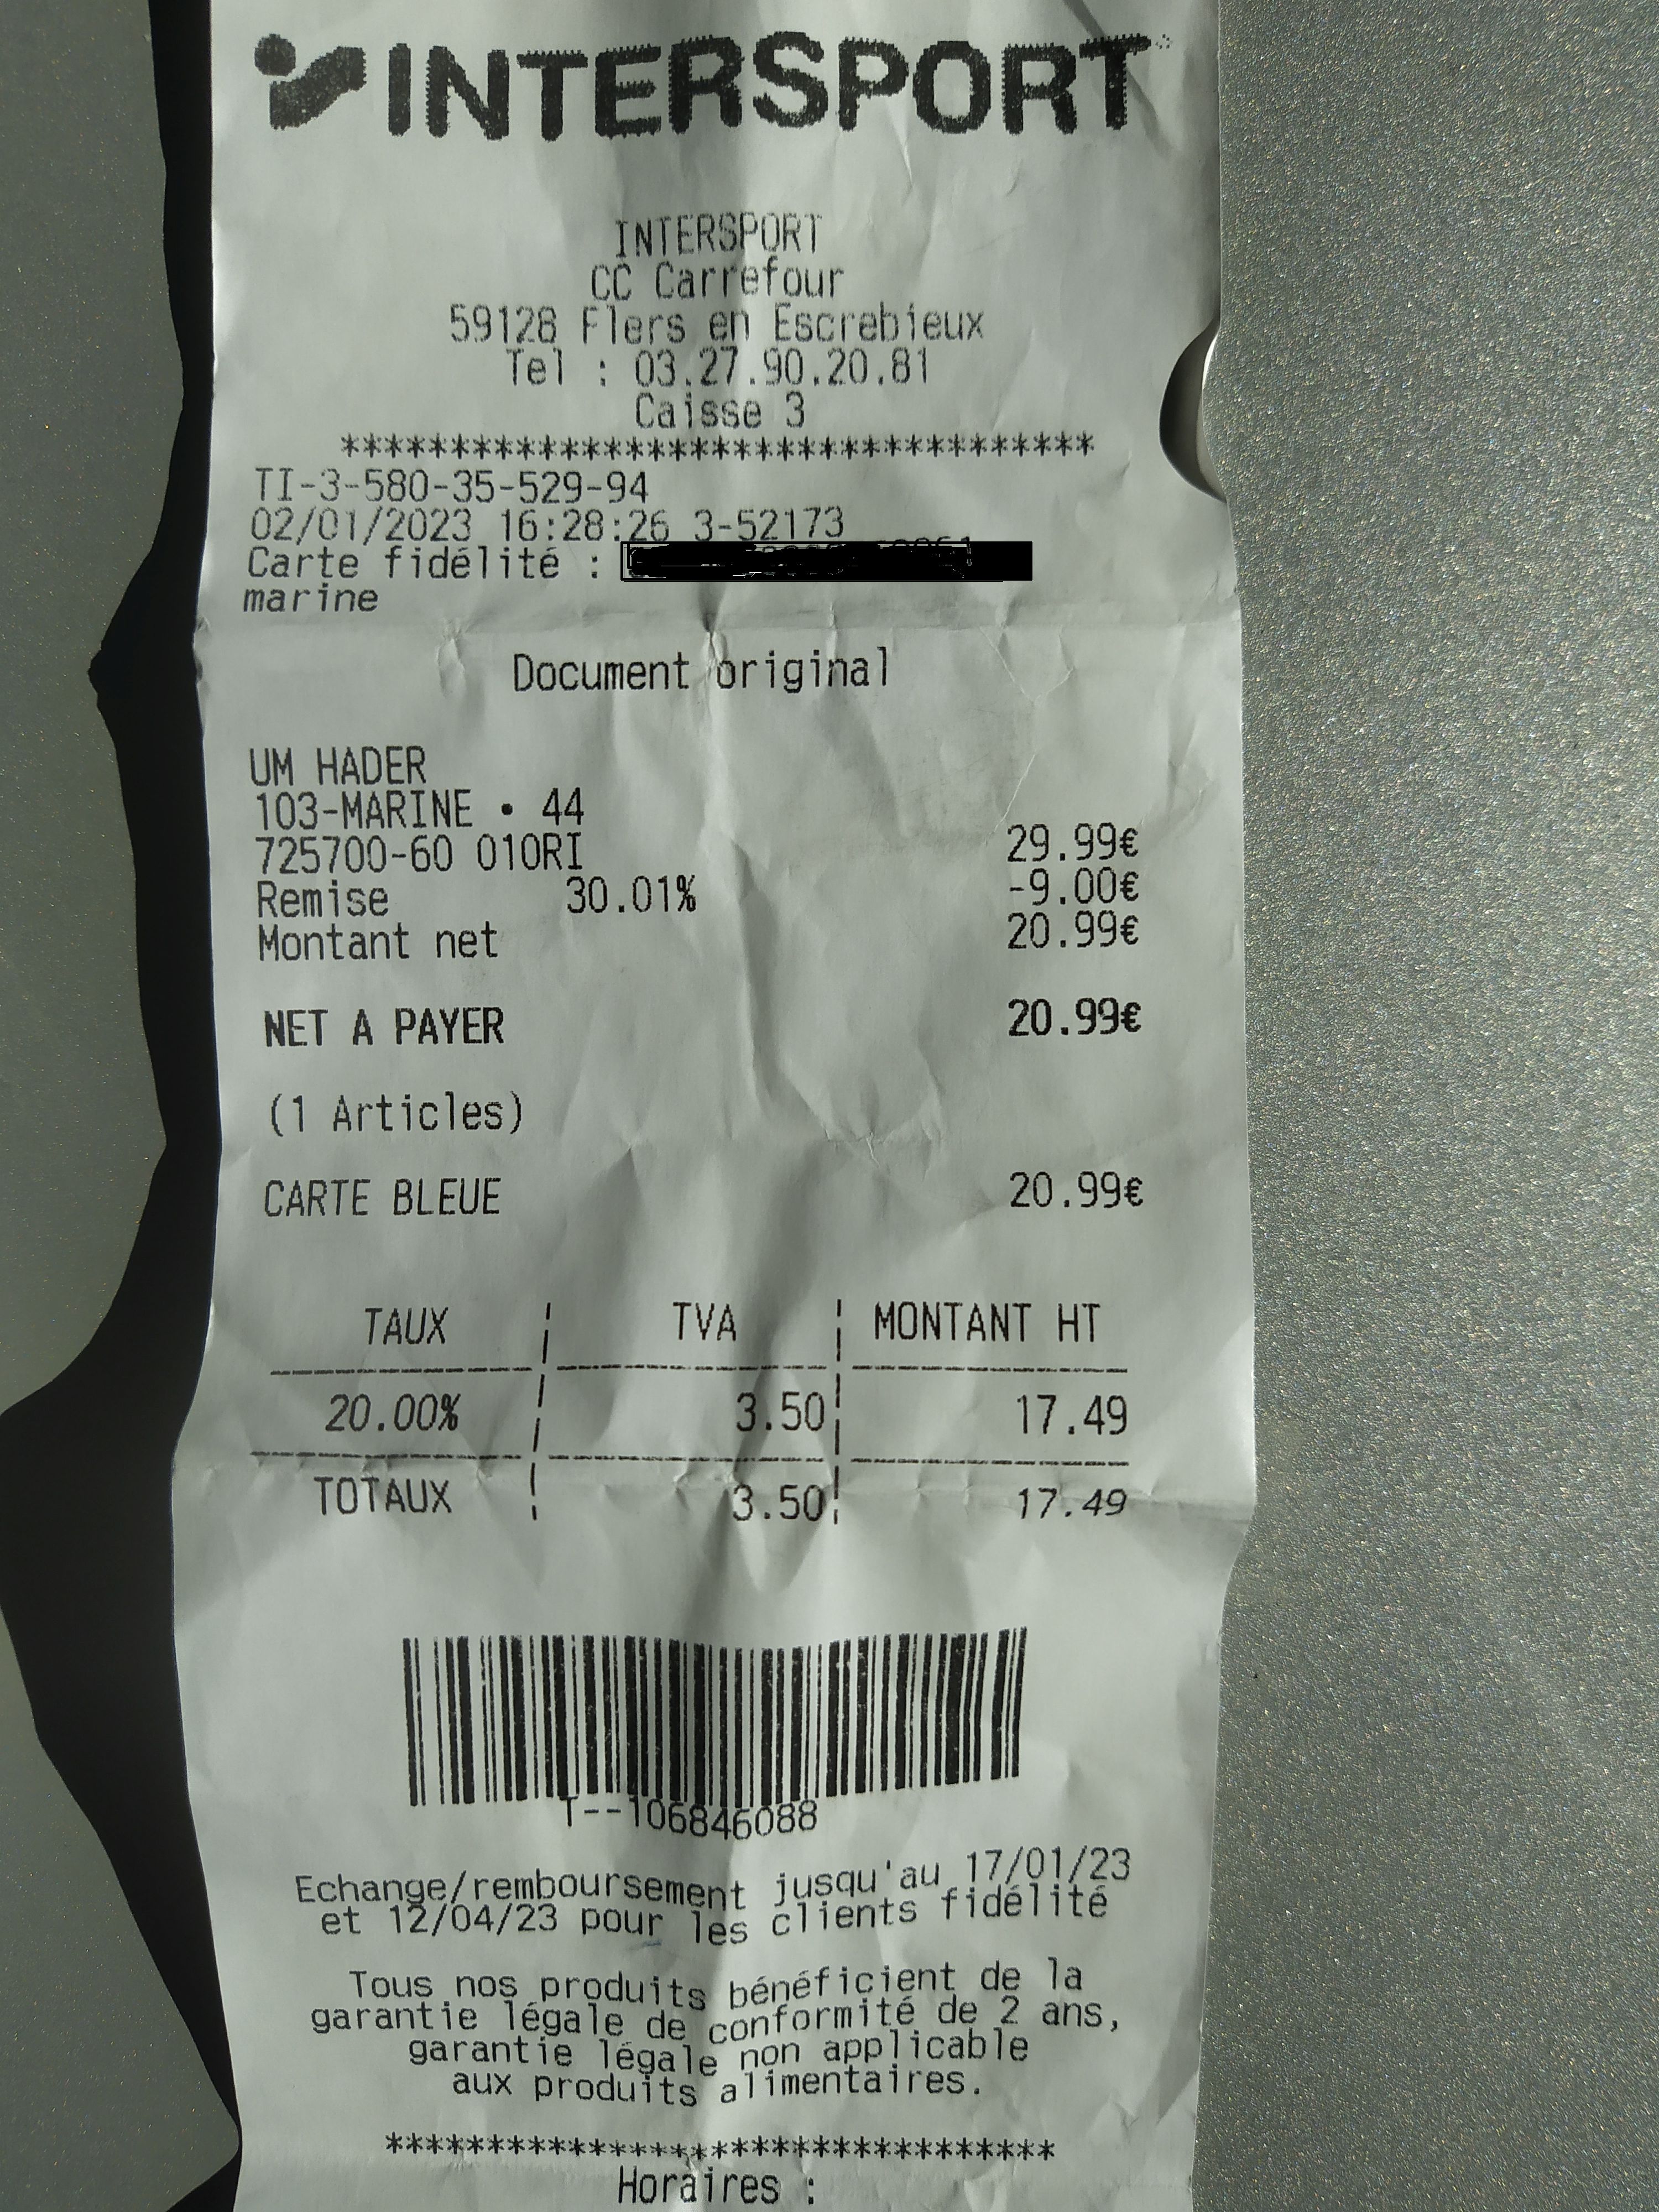 INTERSPORT
INTERSPORT
CC Carrefour
59128 Flers en Escrebieux
Tel : 03.27.90.20.81
Caisse 3
***********************************
TI-3-580-35-529-94
02/01/2023 16:28:26 3-52173
Carte fidélité :
marine
Document original
UM HADER
103-MARINE • 44
725700-60 010RI 29.99€
Remise 30.01% -9.00€
Montant net 20.99€
NET A PAYER 20.99€
(1 Articles)
CARTE BLEUE 20.99€
TAUX TVA MONTANT HT
20.00% 3.50 17.49
TOTAUX 3.50 17.49
T--106846088
Echange/remboursement jusqu'au 17/01/23
et 12/04/23 pour les clients fidélité
Tous nos produits bénéficient de la
garantie légale de conformité de 2 ans,
garantie légale non applicable
aux produits alimentaires.
*********************************
Horaires :